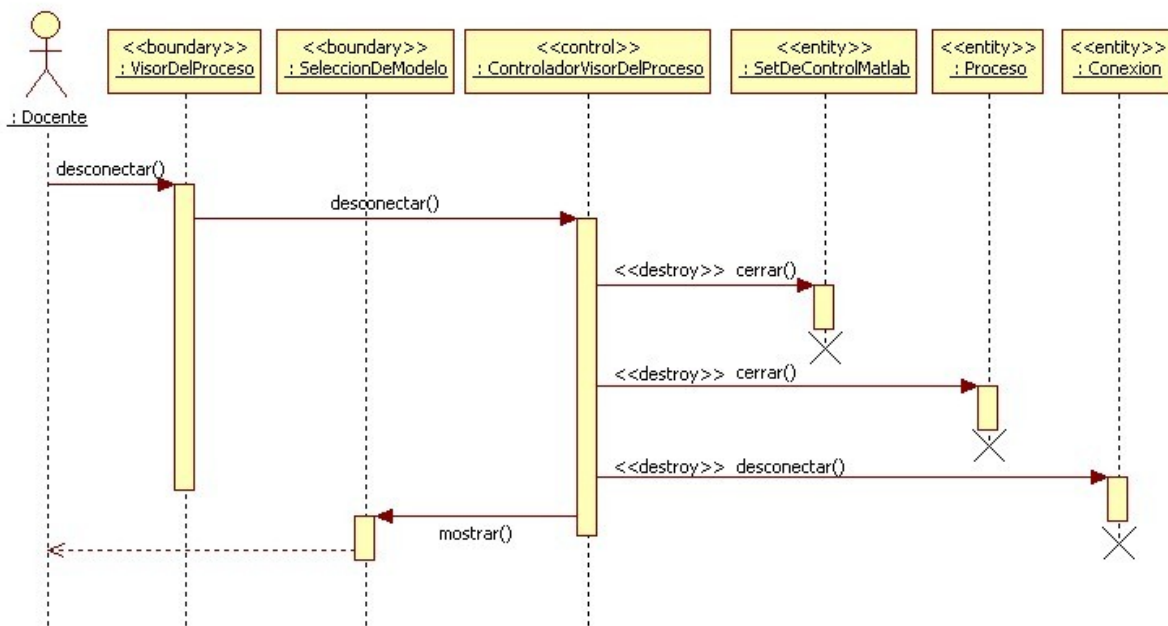 <<boundary>>
: VisorDelProceso
<<boundary>>
: SeleccionDeModelo
<<control>>
: ControladorVisorDelProceso
<<entity>>
: SetDeControlMatlab
<<entity>>
: Proceso
<<entity>>
: Conexion
: Docente
desconectar()
desconectar()
<<destroy>> cerrar()
<<destroy>> cerrar()
<<destroy>> desconectar()
mostrar()